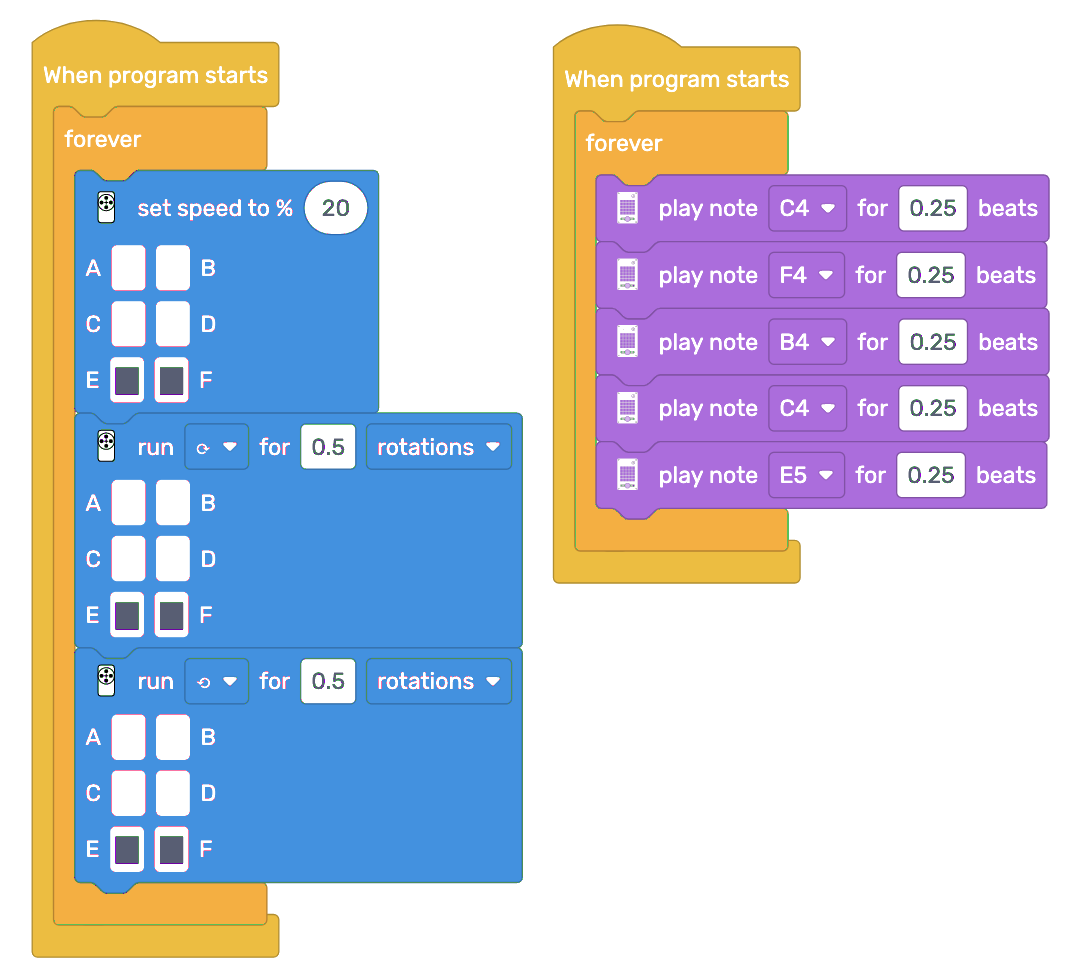 When program starts
forever
set speed to % 20
A B
C D
E F
run for 0.5 rotations
A B
C D
E F
run for 0.5 rotations
A B
C D
E F
When program starts
forever
play note C4 for 0.25 beats
play note F4 for 0.25 beats
play note B4 for 0.25 beats
play note C4 for 0.25 beats
play note E5 for 0.25 beats